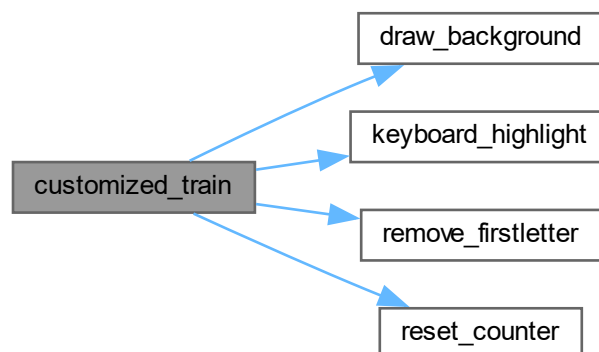 draw_background
keyboard_highlight
customized_train
remove_firstletter
reset_counter